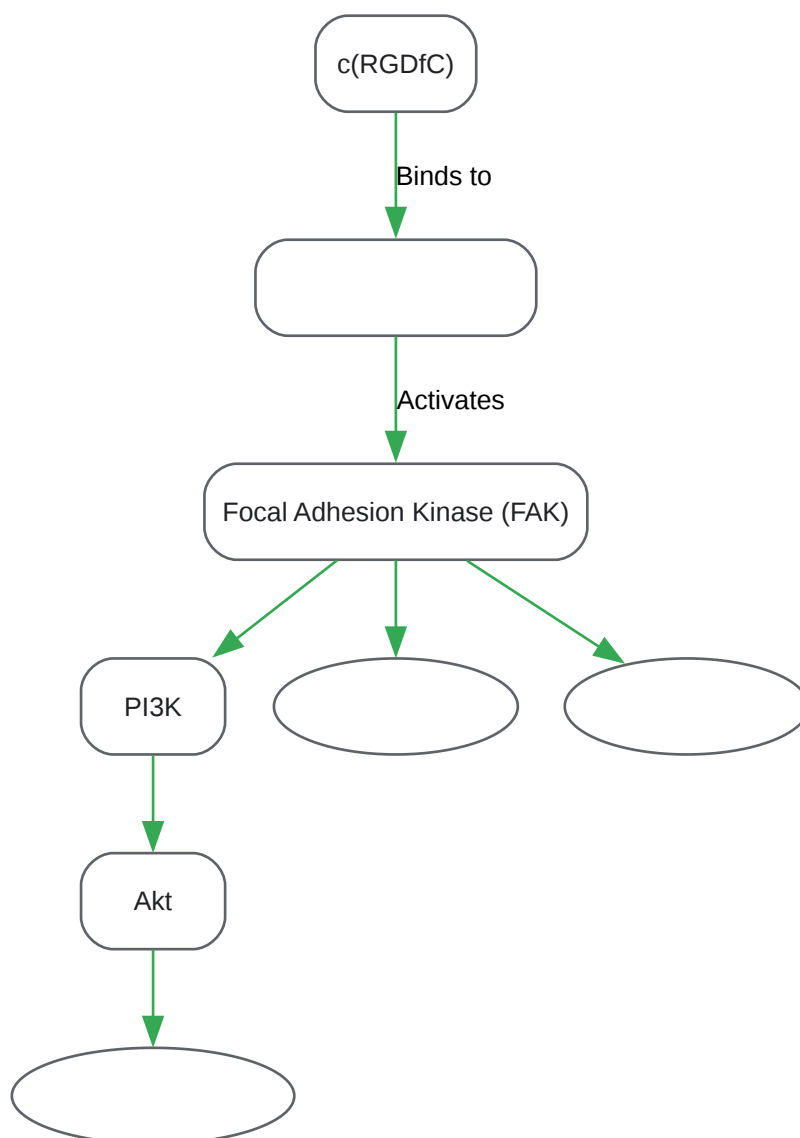 c(RGDfC)
Binds to
Activates
Focal Adhesion Kinase (FAK)
PI3K
Akt